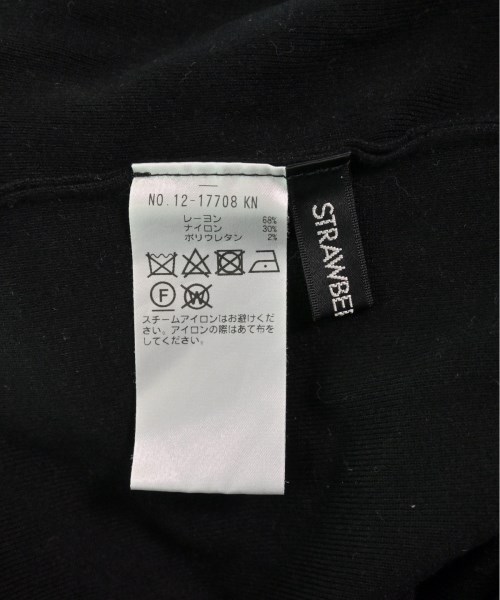 NO.12-17708 KN
レーヨン 68%
ナイロン 30%
ポリウレタン 2%
F W
スチームアイロンはお避けくだ
さい。アイロンの際はあて布を
してください。
STRAWBE